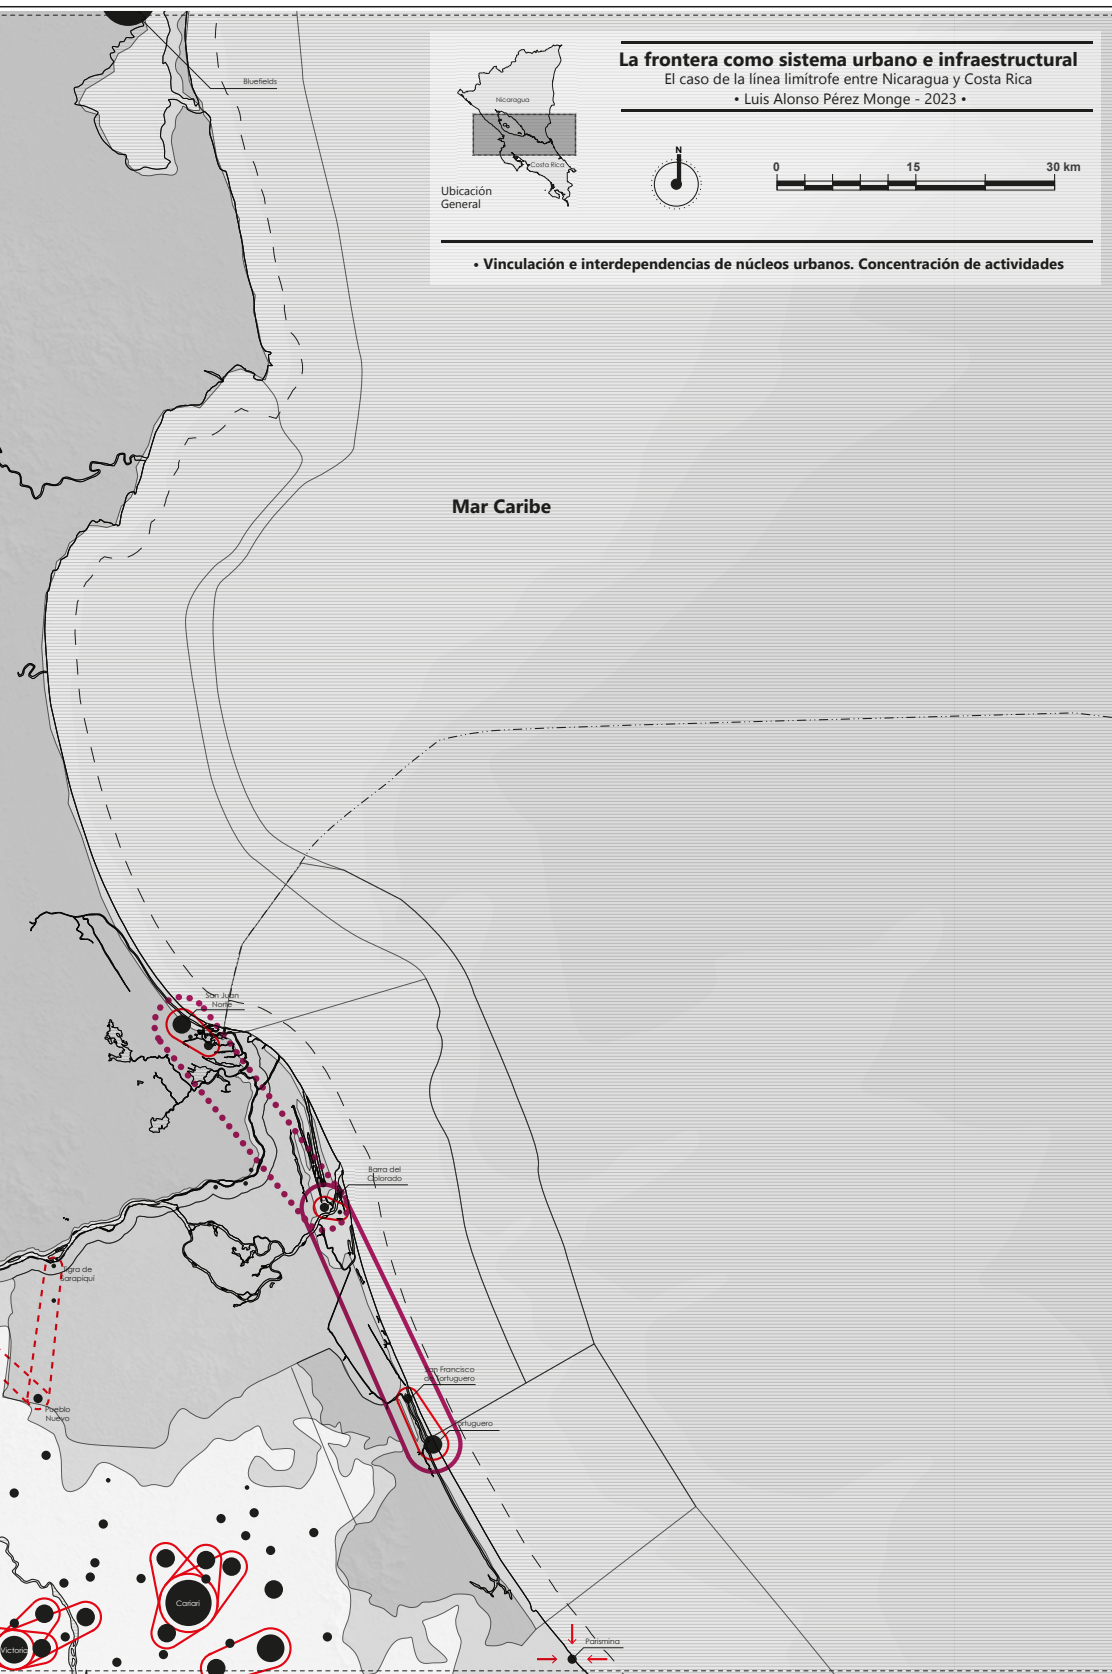 Bluefields
La frontera como sistema urbano e infraestructural
El caso de la línea limítrofe entre Nicaragua y Costa Rica
• Luis Alonso Pérez Monge - 2023 •
Nicaragua
Costa Rica
Ubicación
General
N
0 15 30 km
• Vinculación e interdependencias de núcleos urbanos. Concentración de actividades
Mar Caribe
San Juan
Norte
Barra del
Colorado
Sarapiquí
San Francisco
de Tortuguero
Tortuguero
Pueblo
Nuevo
Cariari
Victoria
Parismina